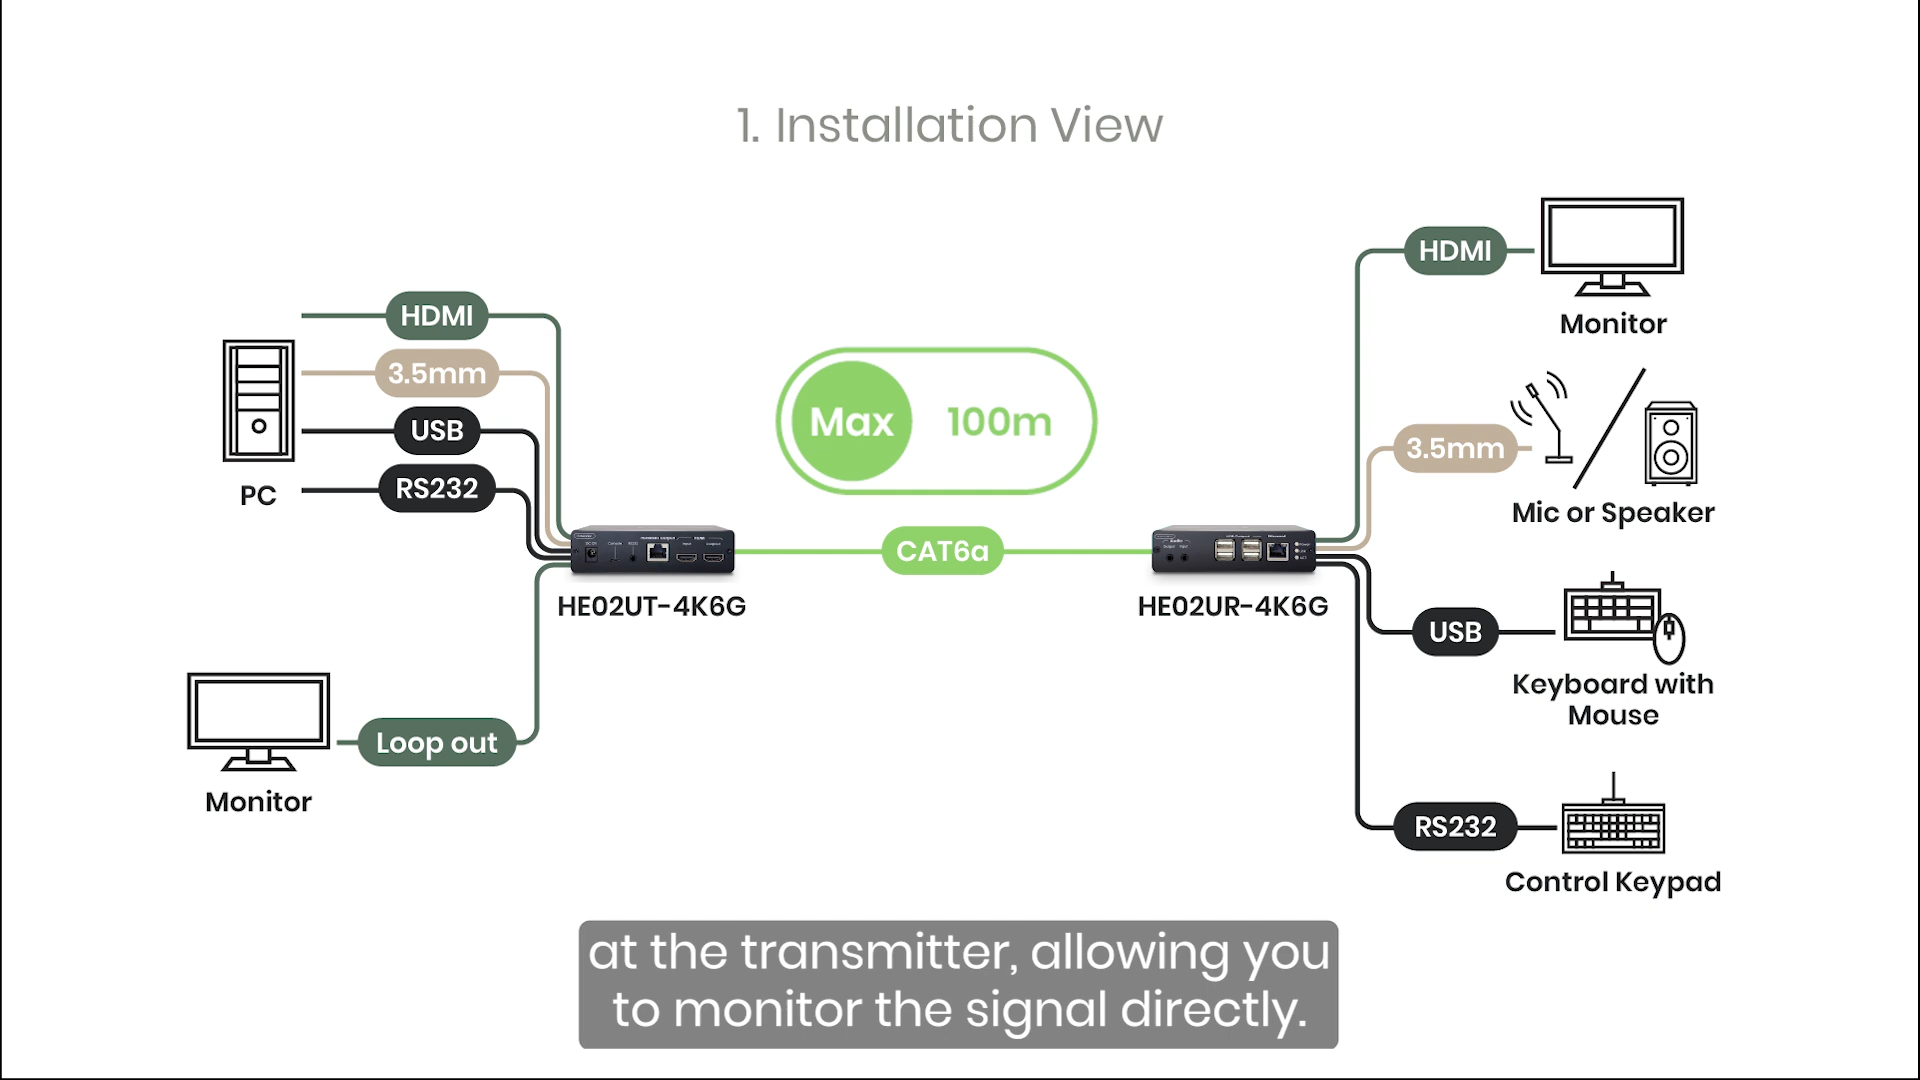 1. Installation View
HDMI
3.5mm
USB
RS232
PC
Loop out
Monitor
HE02UT-4K6G
Max 100m
CAT6a
HE02UR-4K6G
HDMI
Monitor
3.5mm
Mic or Speaker
USB
Keyboard with
Mouse
RS232
Control Keypad
at the transmitter, allowing you
to monitor the signal directly.